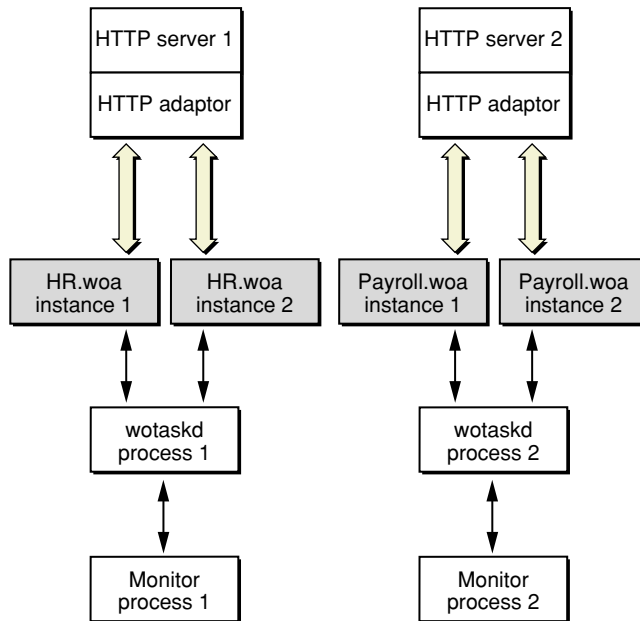 HTTP server 1
HTTP adaptor
HTTP server 2
HTTP adaptor
HR.woa
instance 1
HR.woa
instance 2
Payroll.woa
instance 1
Payroll.woa
instance 2
wotaskd
process 1
wotaskd
process 2
Monitor
process 1
Monitor
process 2